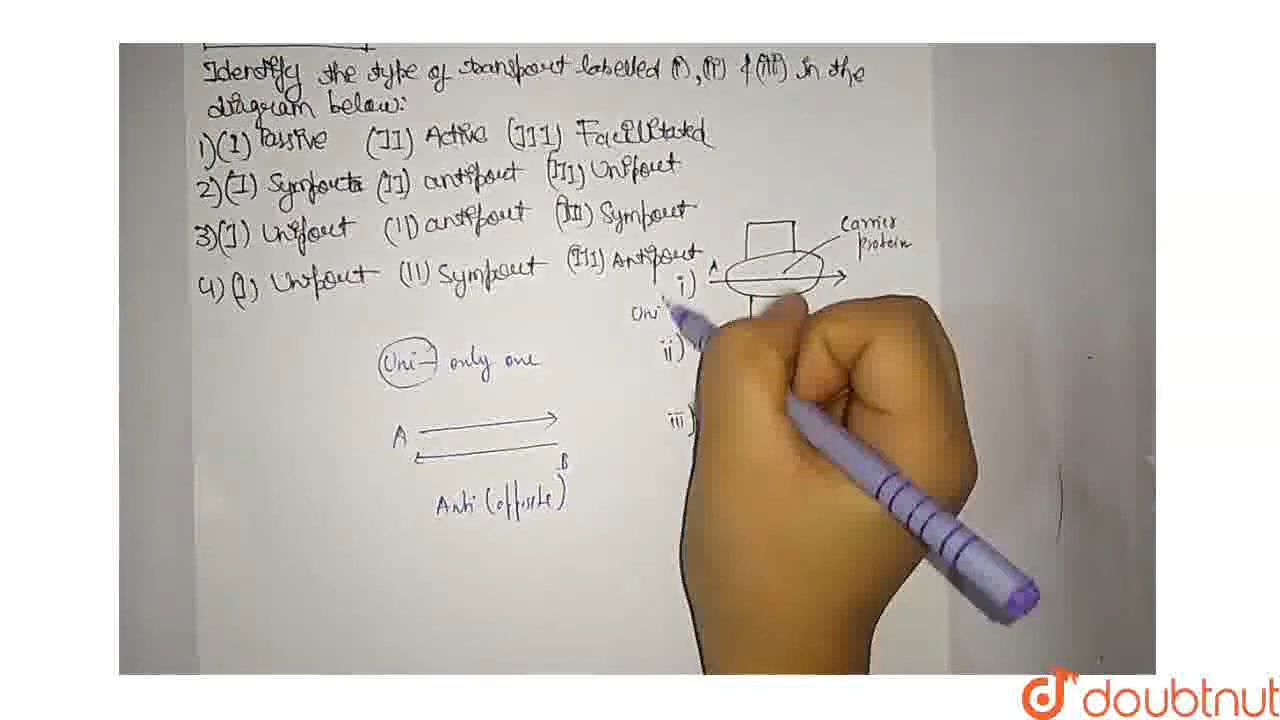 Identify the type of transport labelled (i), (ii) & (iii) in the
diagram below:
1) (I) Passive (II) Active (III) Facilitated
2) (I) Symport (II) antiport (III) Uniport
3) (I) Uniport (II) antiport (III) Symport
4) (I) Uniport (II) Symport (III) Antiport
Carrier
protein
A
i)
Uni
ii)
iii)
Uni → only one
A
B
Anti (opposite)
doubtnut